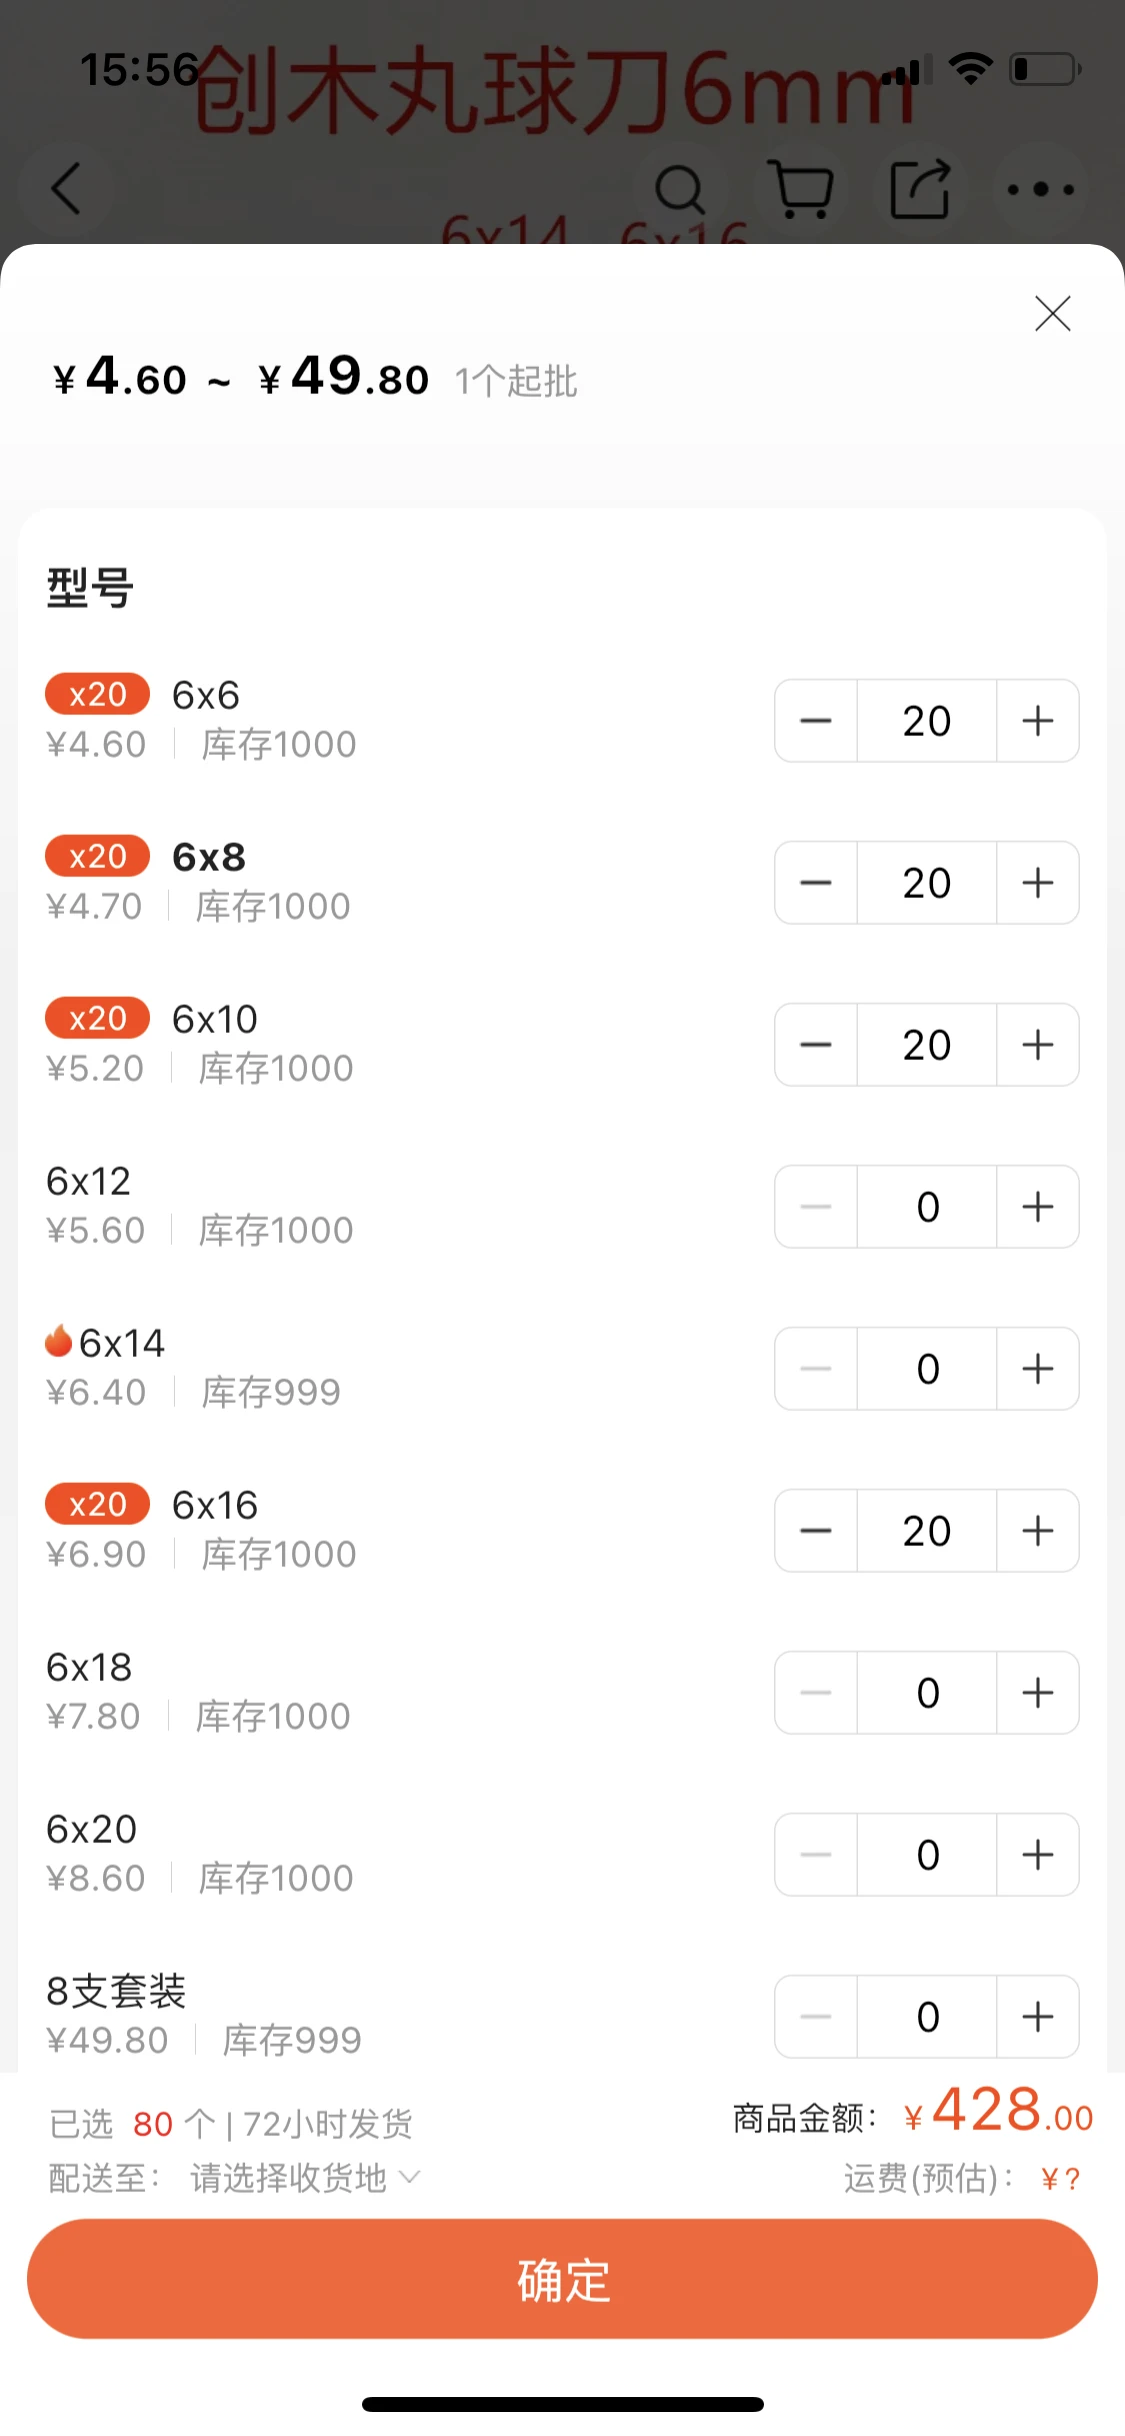 15:56
创木丸球刀6mm
6x14 6x16
¥4.60 ~ ¥49.80 1个起批
型号
x20 6x6
¥4.60 库存1000
20
x20 6x8
¥4.70 库存1000
20
x20 6x10
¥5.20 库存1000
20
6x12
¥5.60 库存1000
0
6x14
¥6.40 库存999
0
x20 6x16
¥6.90 库存1000
20
6x18
¥7.80 库存1000
0
6x20
¥8.60 库存1000
0
8支套装
¥49.80 库存999
0
已选 80 个 | 72小时发货
商品金额： ¥428.00
配送至： 请选择收货地
运费(预估)： ¥?
确定